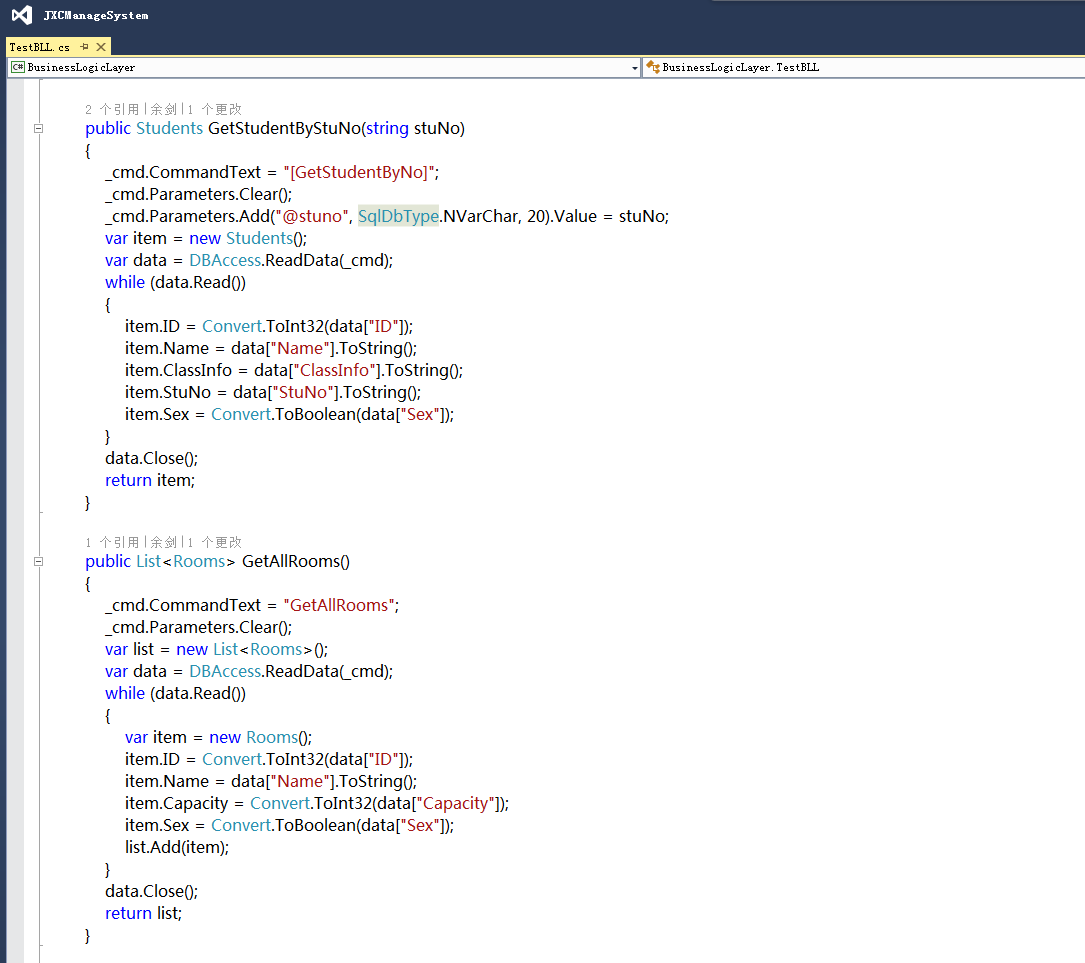 JXCManageSystem
TestBLL.cs
BusinessLogicLayer
BusinessLogicLayer.TestBLL
2 个引用|余剑|1 个更改
public Students GetStudentByStuNo(string stuNo)
{
_cmd.CommandText = "[GetStudentByNo]";
_cmd.Parameters.Clear();
_cmd.Parameters.Add("@stuno", SqlDbType.NVarChar, 20).Value = stuNo;
var item = new Students();
var data = DBAccess.ReadData(_cmd);
while (data.Read())
{
item.ID = Convert.ToInt32(data["ID"]);
item.Name = data["Name"].ToString();
item.ClassInfo = data["ClassInfo"].ToString();
item.StuNo = data["StuNo"].ToString();
item.Sex = Convert.ToBoolean(data["Sex"]);
}
data.Close();
return item;
}
1 个引用|余剑|1 个更改
public List<Rooms> GetAllRooms()
{
_cmd.CommandText = "GetAllRooms";
_cmd.Parameters.Clear();
var list = new List<Rooms>();
var data = DBAccess.ReadData(_cmd);
while (data.Read())
{
var item = new Rooms();
item.ID = Convert.ToInt32(data["ID"]);
item.Name = data["Name"].ToString();
item.Capacity = Convert.ToInt32(data["Capacity"]);
item.Sex = Convert.ToBoolean(data["Sex"]);
list.Add(item);
}
data.Close();
return list;
}